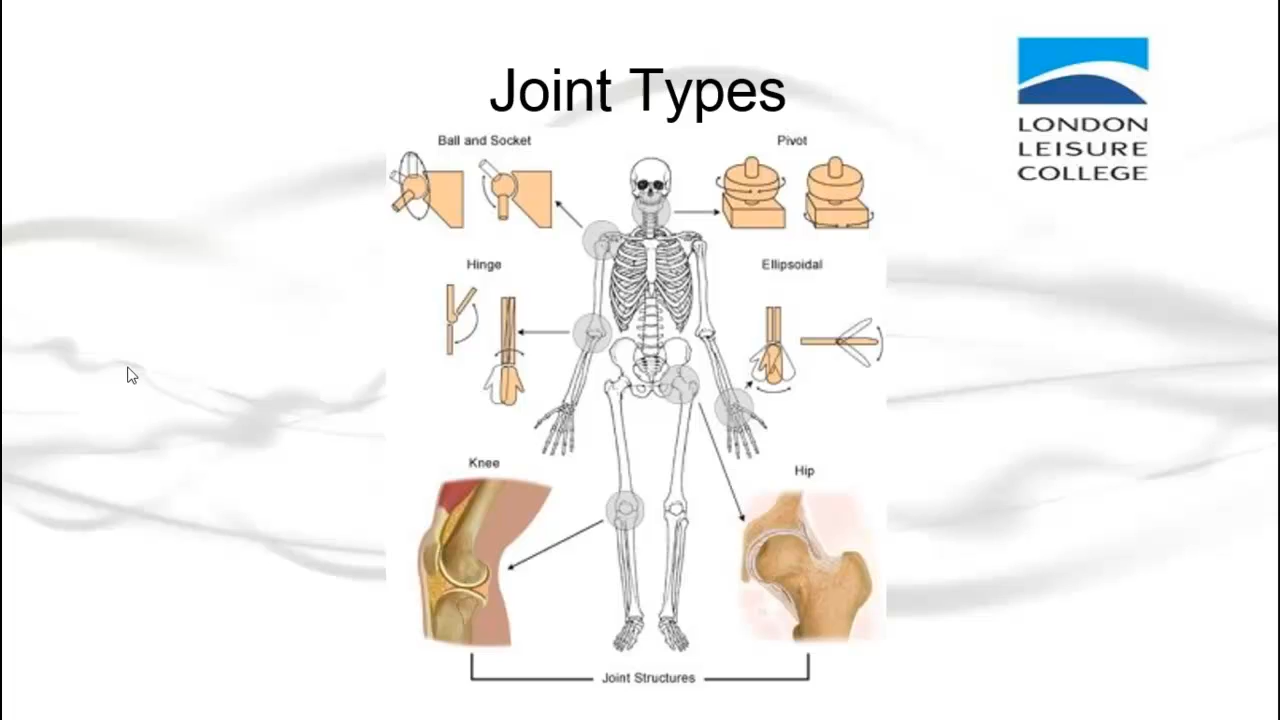 Joint Types
LONDON
LEISURE
COLLEGE
Ball and Socket
Pivot
Hinge
Ellipsoidal
Knee
Hip
Joint Structures